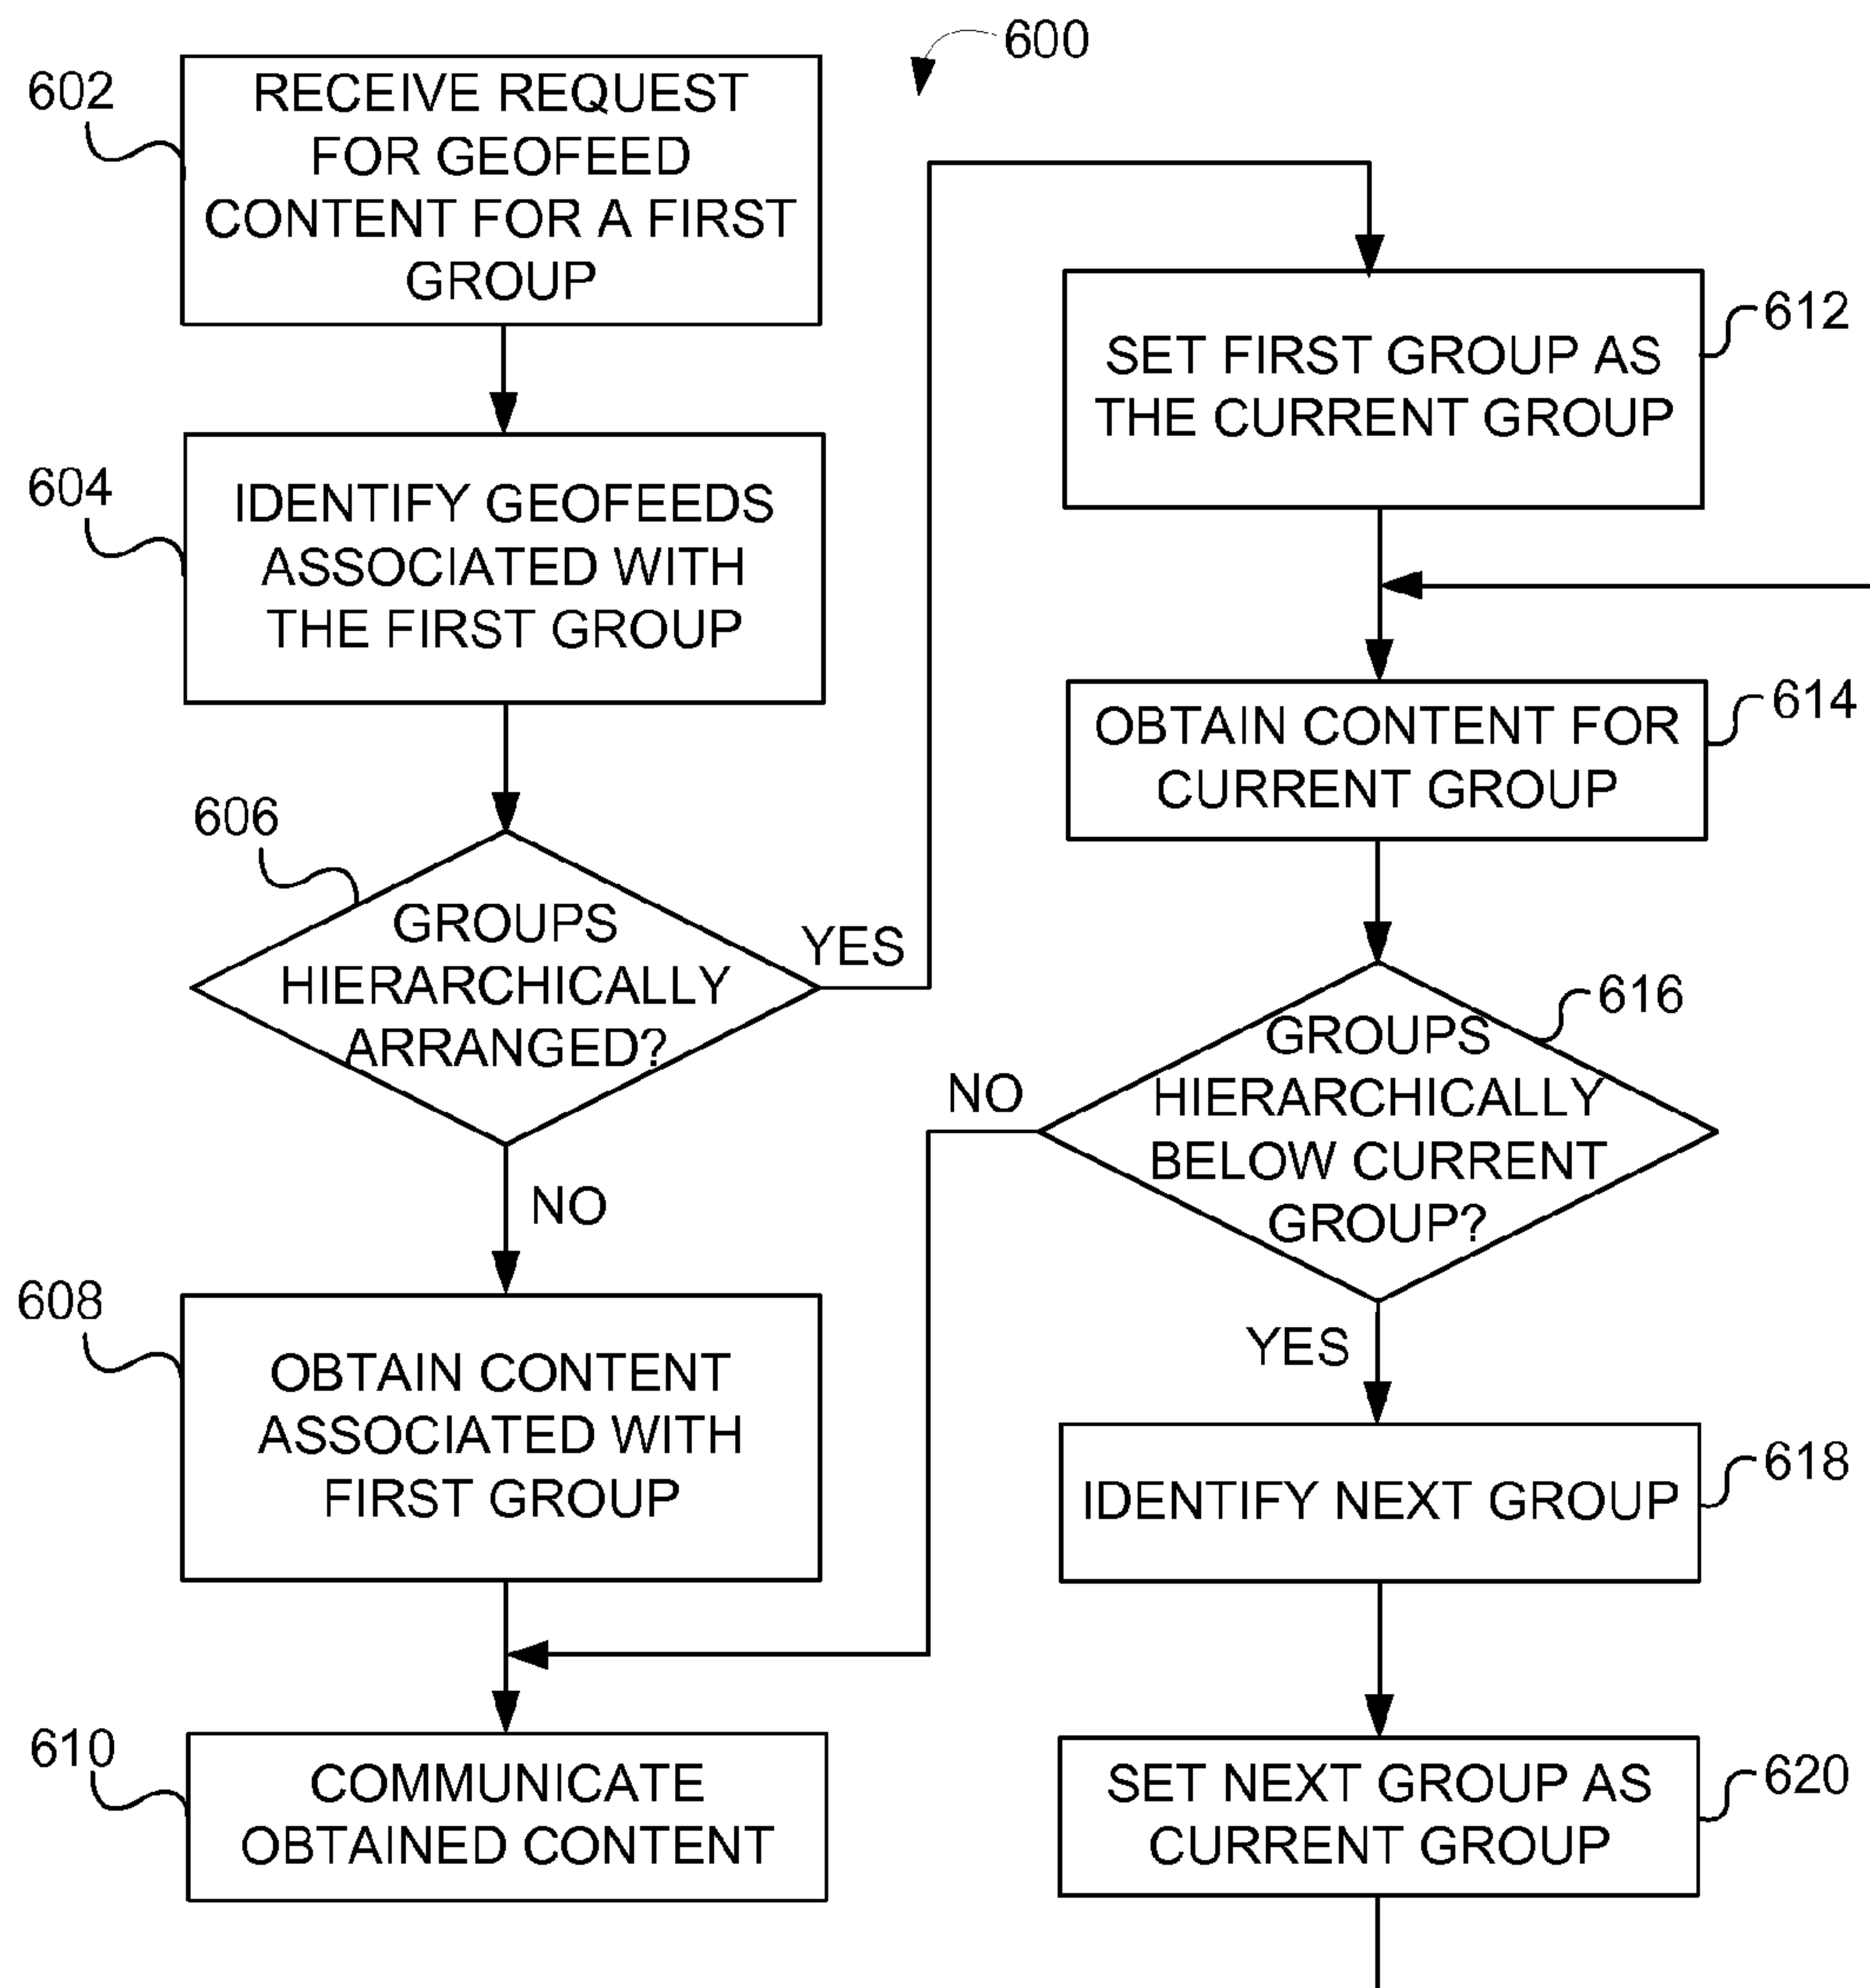 600
602
RECEIVE REQUEST
FOR GEOFEED
CONTENT FOR A FIRST
GROUP
604
IDENTIFY GEOFEEDS
ASSOCIATED WITH
THE FIRST GROUP
606
GROUPS
HIERARCHICALLY
ARRANGED?
YES
NO
608
OBTAIN CONTENT
ASSOCIATED WITH
FIRST GROUP
610
COMMUNICATE
OBTAINED CONTENT
612
SET FIRST GROUP AS
THE CURRENT GROUP
614
OBTAIN CONTENT FOR
CURRENT GROUP
616
GROUPS
HIERARCHICALLY
BELOW CURRENT
GROUP?
NO
YES
618
IDENTIFY NEXT GROUP
620
SET NEXT GROUP AS
CURRENT GROUP